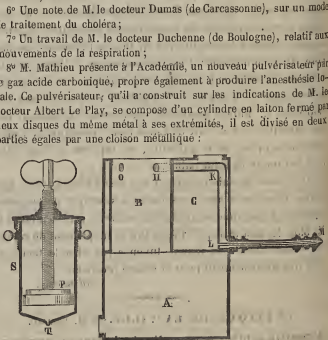 6° Une note de M. le docteur Dumas (de Carcassonne), sur un mode
de traitement du choléra;
7° Un travail de M. le docteur Duchenne (de Boulogne), relatif aux
mouvements de la respiration;
8° M. Mathieu présente à l'Académie, un nouveau pulvérisateur par
gaz acide carbonique, propre également à produire l'anesthésie lo-
cale. Ce pulvérisateur, qu'il a construit sur les indications de M. le
docteur Albert Le Play, se compose d'un cylindre en laiton fermé par
deux disques du même métal à ses extrémités, il est divisé en deux
parties égales par une cloison métallique :
O H K
O H
B C
S
L
P
A
T